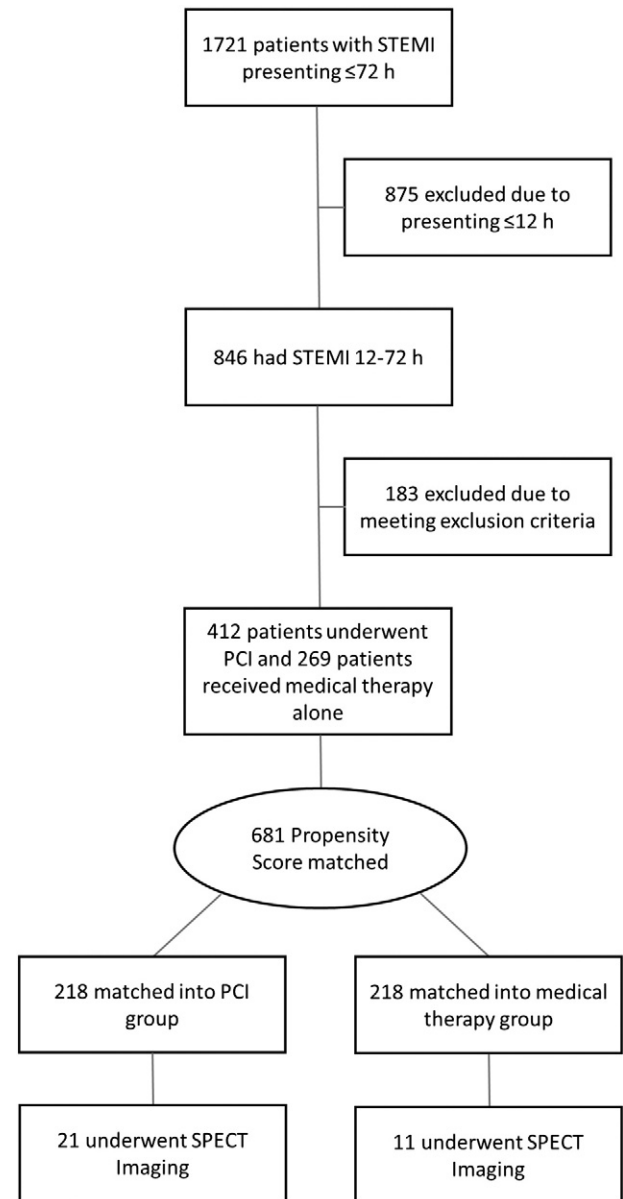 1721 patients with STEMI
presenting ≤72 h
875 excluded due to
presenting ≤12 h
846 had STEMI 12-72 h
183 excluded due to
meeting exclusion criteria
412 patients underwent
PCI and 269 patients
received medical therapy
alone
681 Propensity
Score matched
218 matched into PCI
group
218 matched into medical
therapy group
21 underwent SPECT
Imaging
11 underwent SPECT
Imaging